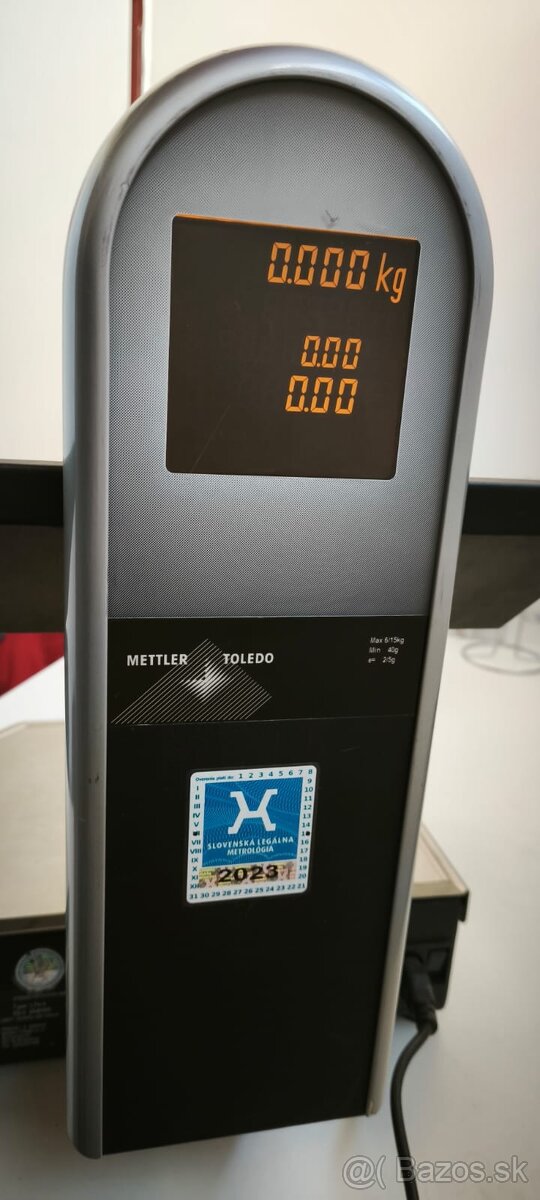 0.000 kg
0.00
0.00
METTLER TOLEDO
Max 6/15kg
Min 40g
e= 2/5g
Overenie platí do: 1 2 3 4 5 6 7 8
I 9
II 10
III 11
IV 12
V 13
14
VII 15
VIII 16
IX 17
X 18
XI 19
XII 20
SLOVENSKÁ LEGÁLNA
METROLÓGIA
2023
31 30 29 28 27 26 25 24 23 22 21
@( Bazos.sk